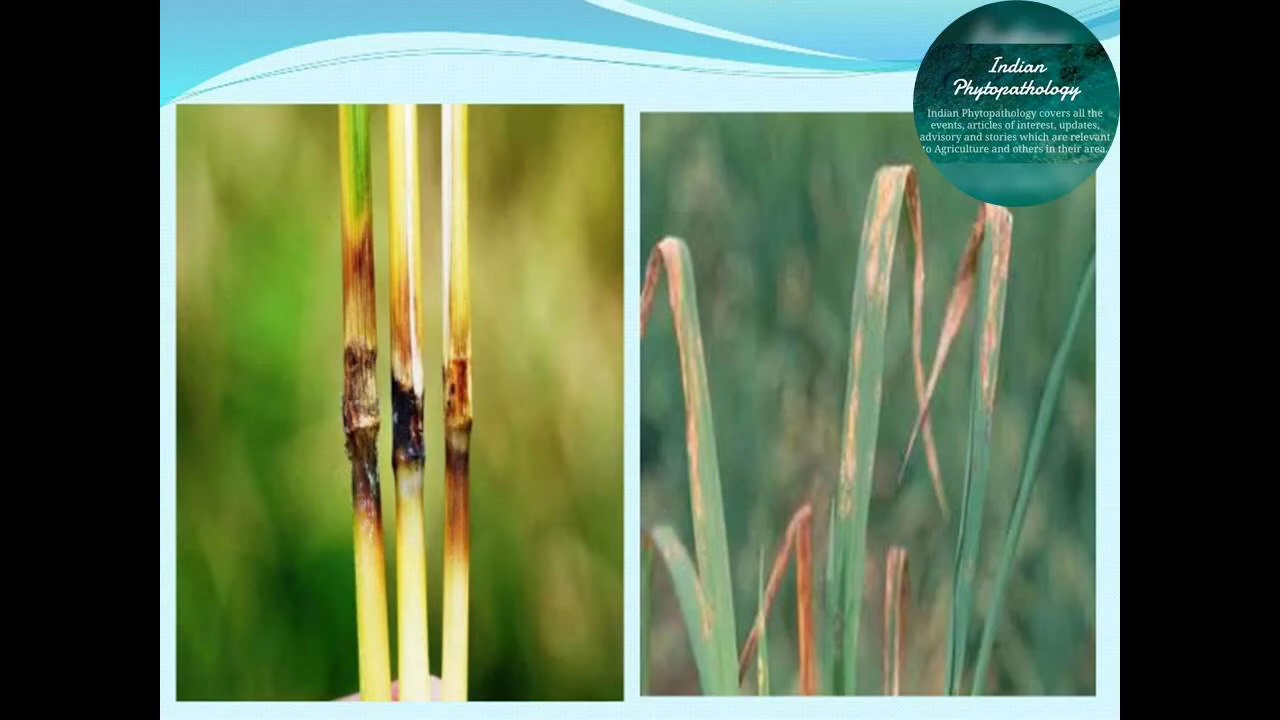 Indian
Phytopathology
Indian Phytopathology covers all the
events, articles of interest, updates,
advisory and stories which are relevant
to Agriculture and others in their area.